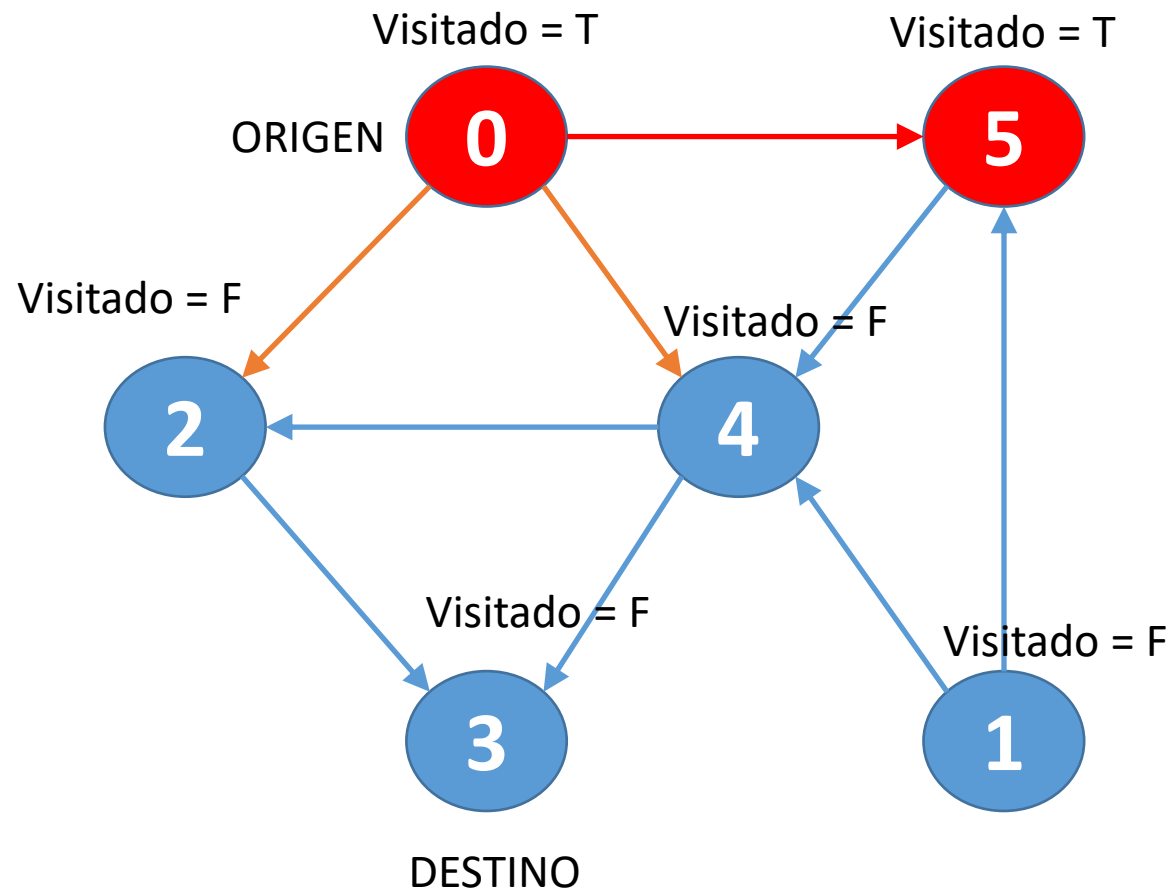 Visitado = T
Visitado = T
ORIGEN
0
5
Visitado = F
Visitado = F
2
4
Visitado = F
Visitado = F
3
1
DESTINO